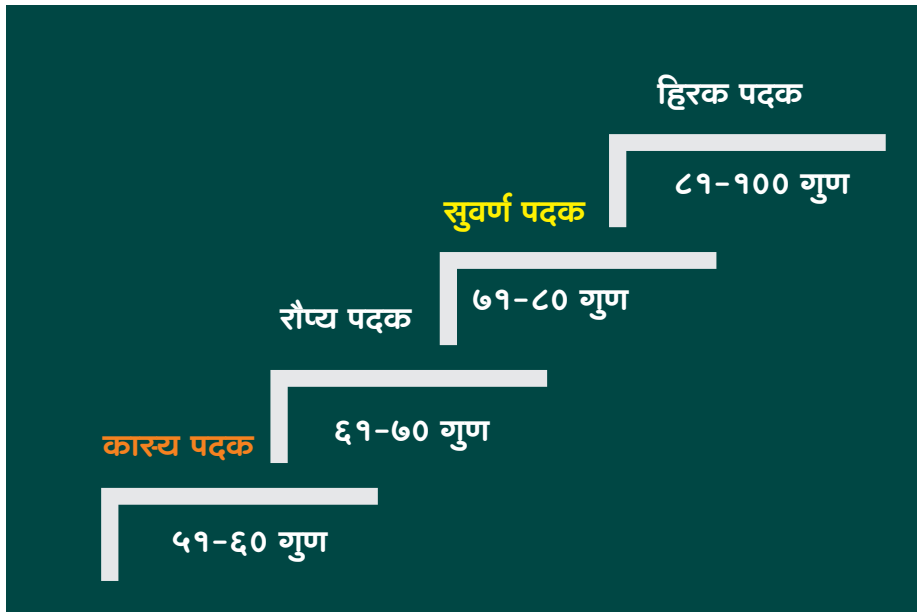 हिरक पदक
८१-१०० गुण
सुवर्ण पदक
७१-८० गुण
रौप्य पदक
६१-७० गुण
कास्य पदक
५१-६० गुण